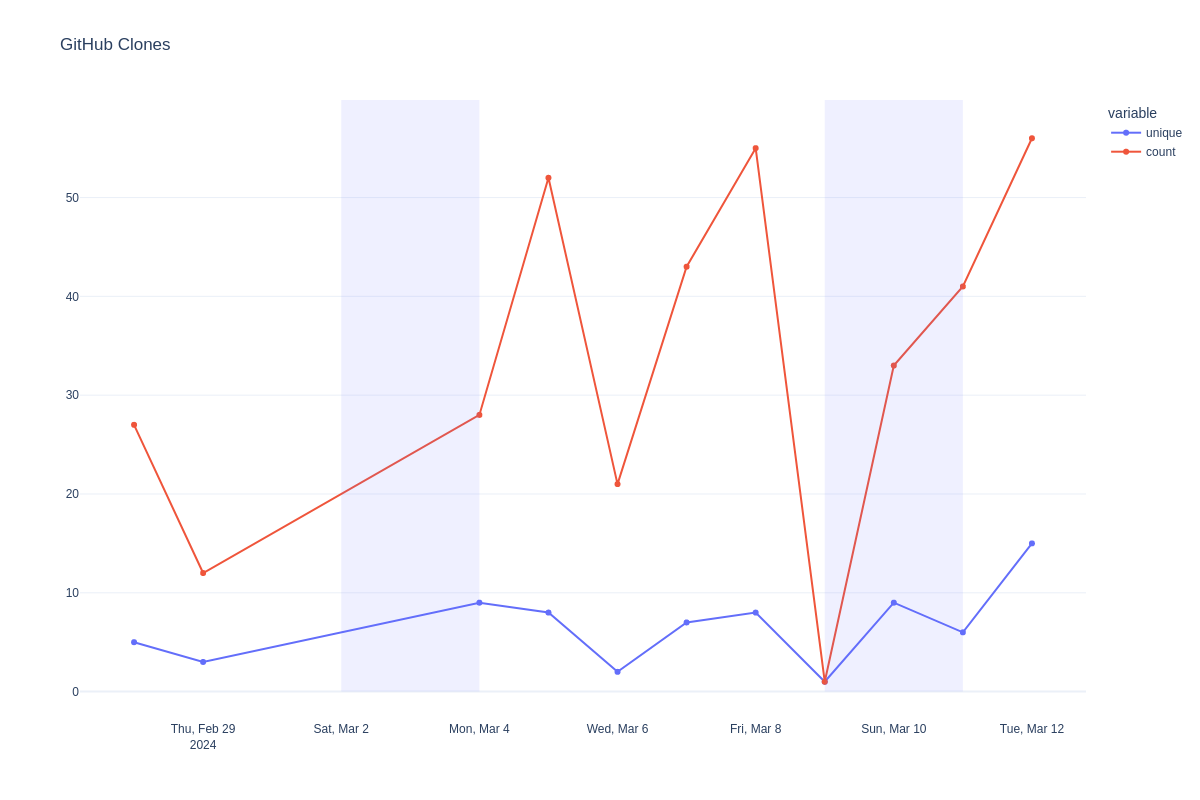 GitHub Clones
variable
unique
count
50
40
30
20
10
0
Thu, Feb 29
2024
Sat, Mar 2
Mon, Mar 4
Wed, Mar 6
Fri, Mar 8
Sun, Mar 10
Tue, Mar 12